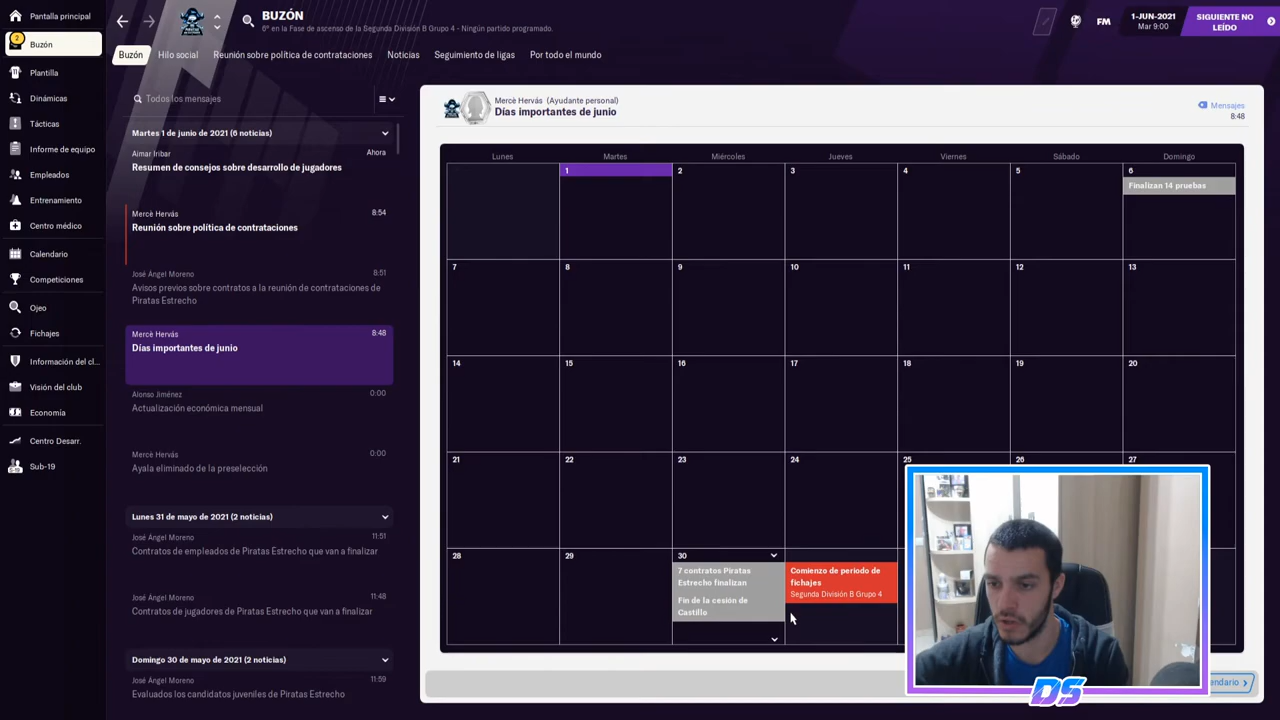 Pantalla principal
2
Buzón
Plantilla
Dinámicas
Tácticas
Informe de equipo
Empleados
Entrenamiento
Centro médico
Calendario
Competiciones
Ojeo
Fichajes
Información del cl...
Visión del club
Economía
Centro Desarr.
Sub-19
BUZÓN
6º en la Fase de ascenso de la Segunda División B Grupo 4 - Ningún partido programado.
FM
1-JUN-2021
Mar 9:00
SIGUIENTE NO
LEÍDO
Buzón
Hilo social
Reunión sobre política de contrataciones
Noticias
Seguimiento de ligas
Por todo el mundo
Todos los mensajes
Martes 1 de junio de 2021 (6 noticias)
Aimar Iribar
Ahora
Resumen de consejos sobre desarrollo de jugadores
Mercè Hervás
8:54
Reunión sobre política de contrataciones
José Ángel Moreno
8:51
Avisos previos sobre contratos a la reunión de contrataciones de
Piratas Estrecho
Mercè Hervás
8:48
Días importantes de junio
Alonso Jiménez
0:00
Actualización económica mensual
Mercè Hervás
0:00
Ayala eliminado de la preselección
Lunes 31 de mayo de 2021 (2 noticias)
José Ángel Moreno
11:51
Contratos de empleados de Piratas Estrecho que van a finalizar
José Ángel Moreno
11:48
Contratos de jugadores de Piratas Estrecho que van a finalizar
Domingo 30 de mayo de 2021 (2 noticias)
José Ángel Moreno
11:59
Evaluados los candidatos juveniles de Piratas Estrecho
Mercè Hervás (Ayudante personal)
Días importantes de junio
Mensajes
8:48
Lunes Martes Miércoles Jueves Viernes Sábado Domingo
1 2 3 4 5 6
Finalizan 14 pruebas
7 8 9 10 11 12 13
14 15 16 17 18 19 20
21 22 23 24 25 26 27
28 29 30
7 contratos Piratas
Estrecho finalizan
Fin de la cesión de
Castillo
Comienzo de periodo de
fichajes
Segunda División B Grupo 4
endario
DS